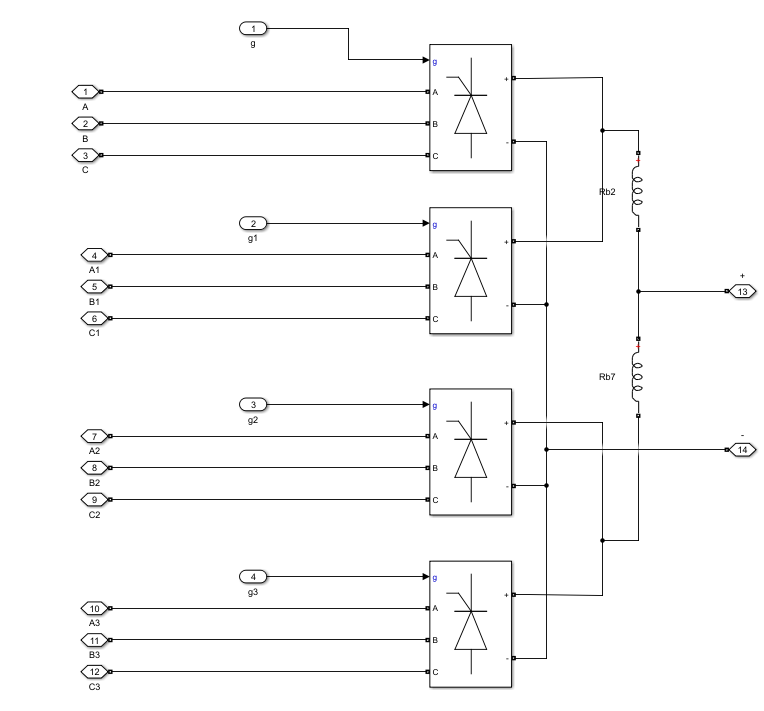 1
g
g
+
1
A
A
2
B
B
-
3
C
C
+
Rb2
2
g1
g
+
4
A1
A
5
B1
B
-
6
C1
C
+
13
+
Rb7
3
g2
g
+
7
A2
A
-
14
8
B2
B
-
9
C2
C
4
g3
g
+
10
A3
A
11
B3
B
-
12
C3
C